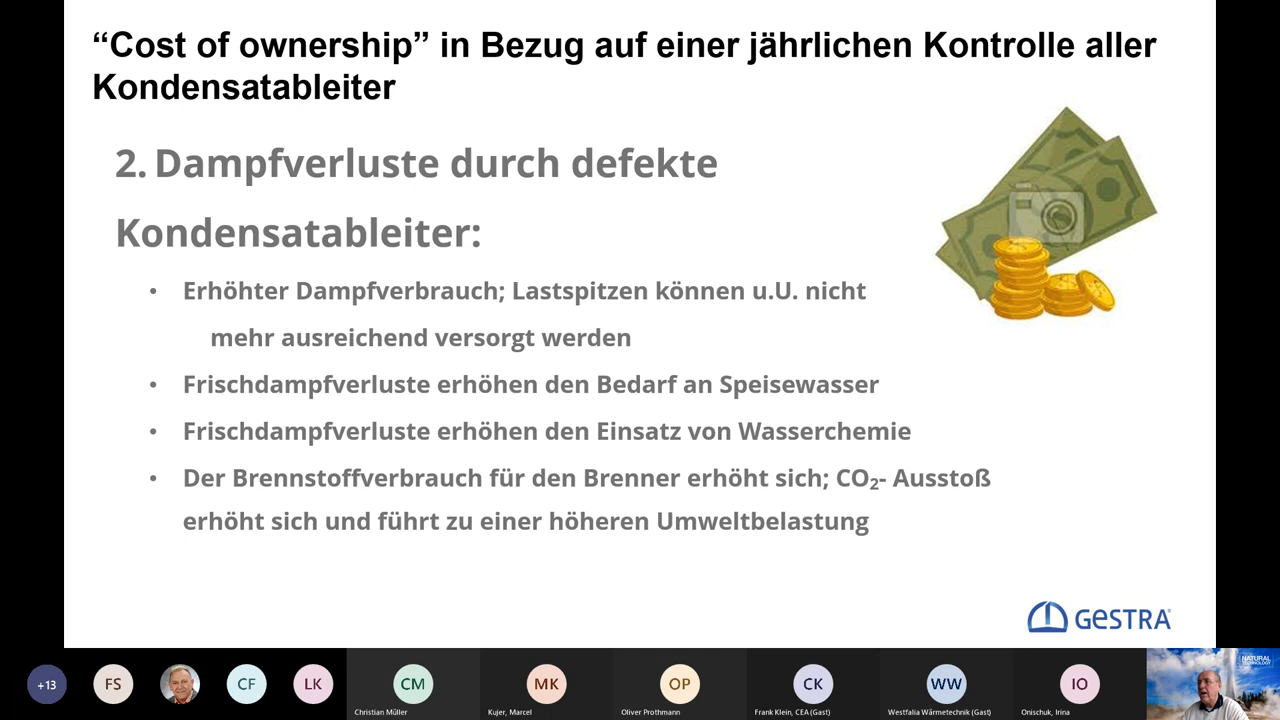 “Cost of ownership” in Bezug auf einer jährlichen Kontrolle aller
Kondensatableiter
2. Dampfverluste durch defekte
Kondensatableiter:
• Erhöhter Dampfverbrauch; Lastspitzen können u.U. nicht
mehr ausreichend versorgt werden
• Frischdampfverluste erhöhen den Bedarf an Speisewasser
• Frischdampfverluste erhöhen den Einsatz von Wasserchemie
• Der Brennstoffverbrauch für den Brenner erhöht sich; CO₂- Ausstoß
erhöht sich und führt zu einer höheren Umweltbelastung
GESTRA
+13
FS
CF
LK
CM
MK
OP
CK
WW
IO
Christian Müller
Kujer, Marcel
Oliver Prothmann
Frank Klein, CEA (Gast)
Westfalia Wärmetechnik (Gast)
Onischuk, Irina
NATURAL
TECHNOLOGY